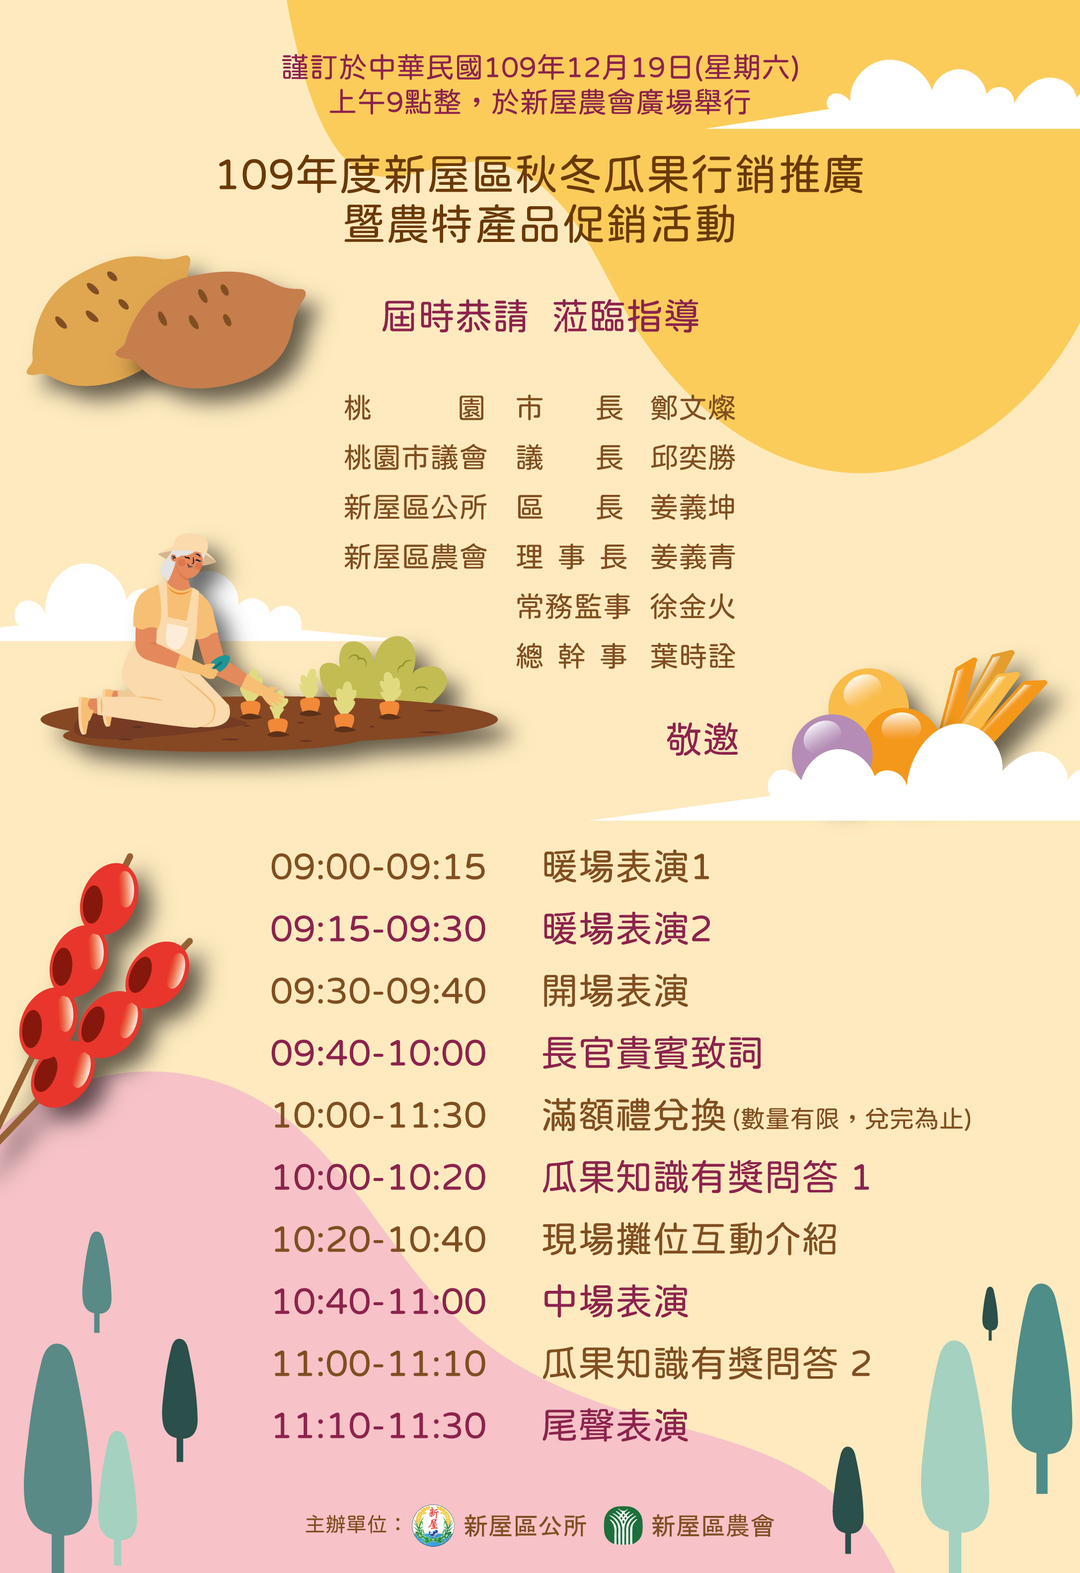 謹訂於中華民國109年12月19日(星期六)
上午9點整，於新屋農會廣場舉行
109年度新屋區秋冬瓜果行銷推廣
暨農特產品促銷活動
屆時恭請 蒞臨指導
桃園 市長 鄭文燦
桃園市議會 議長 邱奕勝
新屋區公所 區長 姜義坤
新屋區農會 理事長 姜義青
常務監事 徐金火
總幹事 葉時詮
敬邀
09:00-09:15 暖場表演1
09:15-09:30 暖場表演2
09:30-09:40 開場表演
09:40-10:00 長官貴賓致詞
10:00-11:30 滿額禮兌換(數量有限，兌完為止)
10:00-10:20 瓜果知識有獎問答 1
10:20-10:40 現場攤位互動介紹
10:40-11:00 中場表演
11:00-11:10 瓜果知識有獎問答 2
11:10-11:30 尾聲表演
主辦單位： 新屋 新屋區公所 新屋區農會